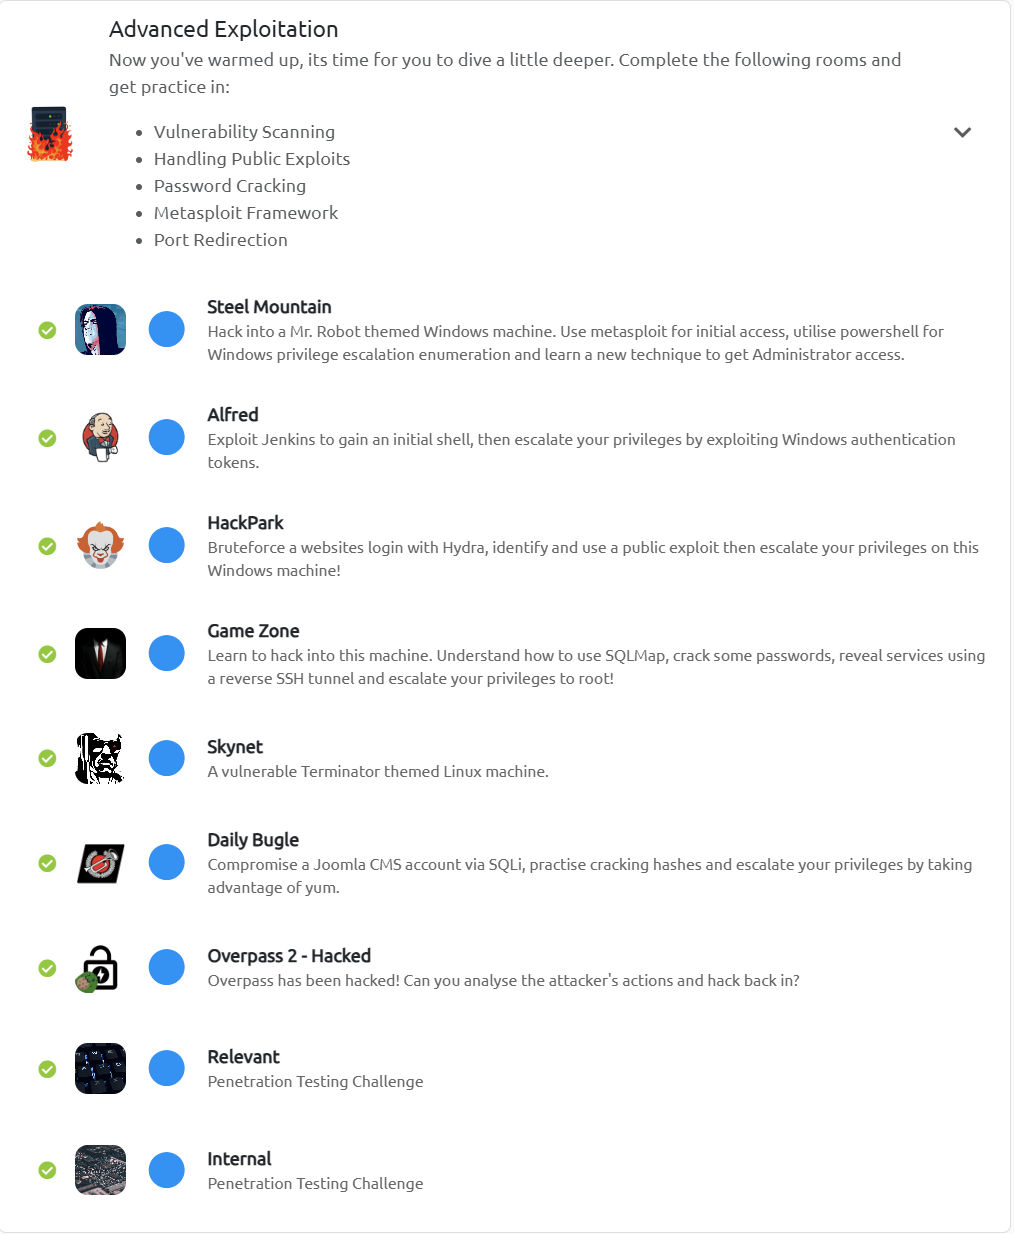 Advanced Exploitation
Now you've warmed up, its time for you to dive a little deeper. Complete the following rooms and
get practice in:
• Vulnerability Scanning
• Handling Public Exploits
• Password Cracking
• Metasploit Framework
• Port Redirection
Steel Mountain
Hack into a Mr. Robot themed Windows machine. Use metasploit for initial access, utilise powershell for
Windows privilege escalation enumeration and learn a new technique to get Administrator access.
Alfred
Exploit Jenkins to gain an initial shell, then escalate your privileges by exploiting Windows authentication
tokens.
HackPark
Bruteforce a websites login with Hydra, identify and use a public exploit then escalate your privileges on this
Windows machine!
Game Zone
Learn to hack into this machine. Understand how to use SQLMap, crack some passwords, reveal services using
a reverse SSH tunnel and escalate your privileges to root!
Skynet
A vulnerable Terminator themed Linux machine.
Daily Bugle
Compromise a Joomla CMS account via SQLi, practise cracking hashes and escalate your privileges by taking
advantage of yum.
Overpass 2 - Hacked
Overpass has been hacked! Can you analyse the attacker's actions and hack back in?
Relevant
Penetration Testing Challenge
Internal
Penetration Testing Challenge